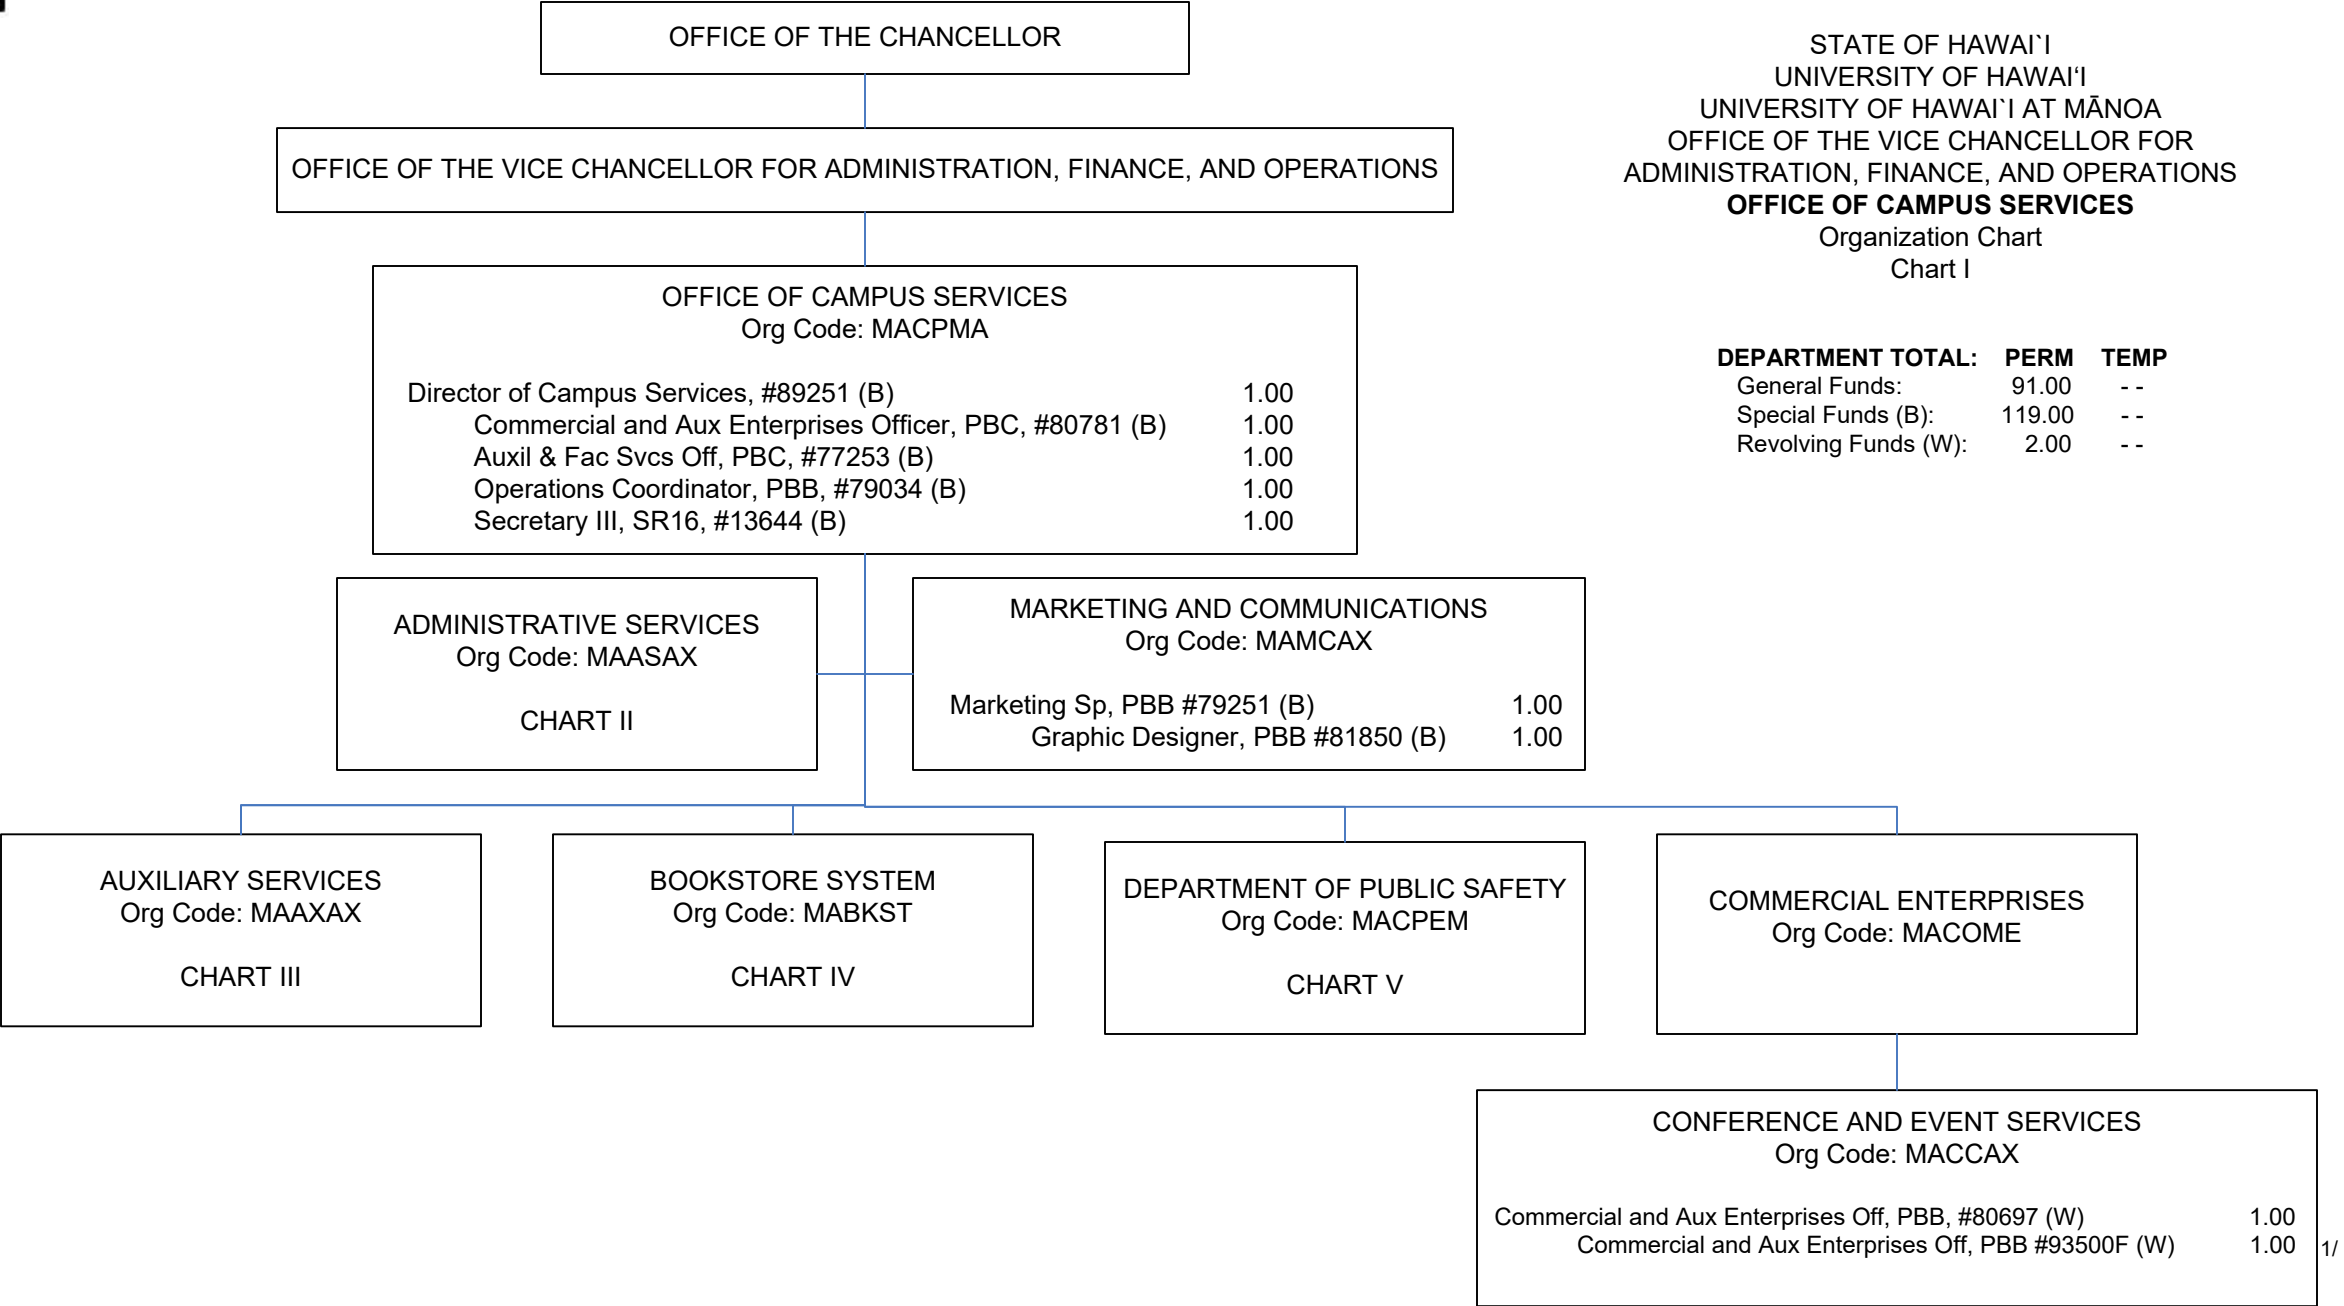 OFFICE OF THE CHANCELLOR
OFFICE OF THE VICE CHANCELLOR FOR ADMINISTRATION, FINANCE, AND OPERATIONS
STATE OF HAWAI`I
UNIVERSITY OF HAWAI‘I
UNIVERSITY OF HAWAI`I AT MĀNOA
OFFICE OF THE VICE CHANCELLOR FOR
ADMINISTRATION, FINANCE, AND OPERATIONS
OFFICE OF CAMPUS SERVICES
Organization Chart
Chart I
DEPARTMENT TOTAL: PERM TEMP
General Funds: 91.00 - -
Special Funds (B): 119.00 - -
Revolving Funds (W): 2.00 - -
OFFICE OF CAMPUS SERVICES
Org Code: MACPMA
Director of Campus Services, #89251 (B) 1.00
Commercial and Aux Enterprises Officer, PBC, #80781 (B) 1.00
Auxil & Fac Svcs Off, PBC, #77253 (B) 1.00
Operations Coordinator, PBB, #79034 (B) 1.00
Secretary III, SR16, #13644 (B) 1.00
ADMINISTRATIVE SERVICES
Org Code: MAASAX
CHART II
MARKETING AND COMMUNICATIONS
Org Code: MAMCAX
Marketing Sp, PBB #79251 (B) 1.00
Graphic Designer, PBB #81850 (B) 1.00
AUXILIARY SERVICES
Org Code: MAAXAX
CHART III
BOOKSTORE SYSTEM
Org Code: MABKST
CHART IV
DEPARTMENT OF PUBLIC SAFETY
Org Code: MACPEM
CHART V
COMMERCIAL ENTERPRISES
Org Code: MACOME
CONFERENCE AND EVENT SERVICES
Org Code: MACCAX
Commercial and Aux Enterprises Off, PBB, #80697 (W) 1.00
Commercial and Aux Enterprises Off, PBB #93500F (W) 1.00 1/